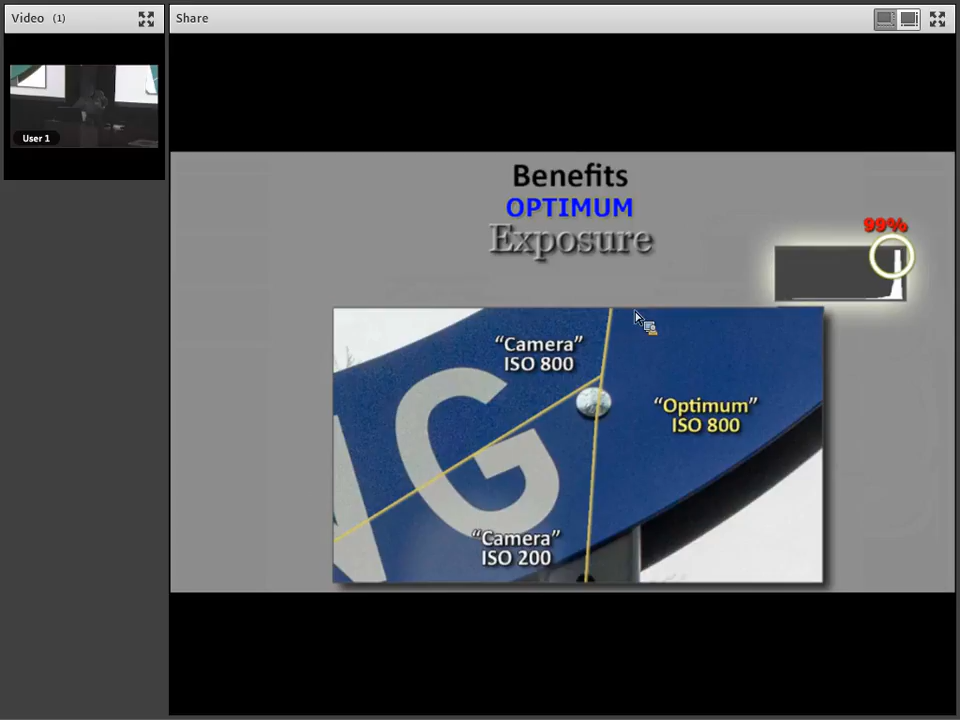 Video (1)
Share
User 1
Benefits
OPTIMUM
Exposure
99%
“Camera”
ISO 800
“Optimum”
ISO 800
G
“Camera”
ISO 200